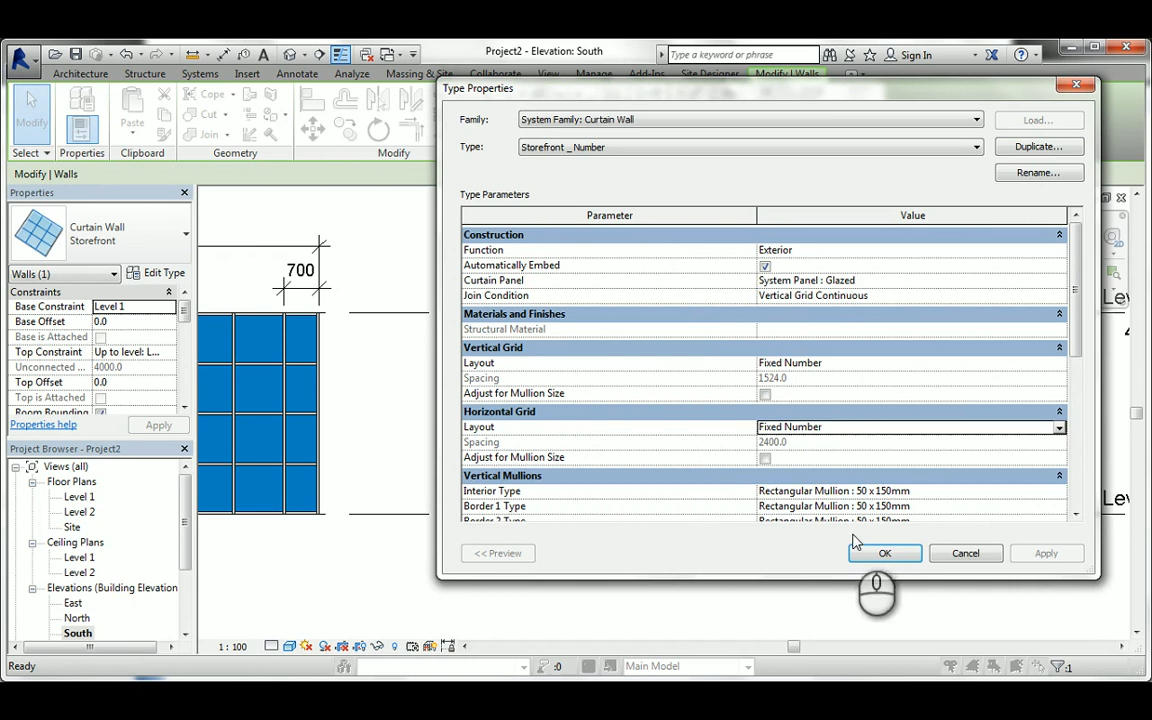 Project2 - Elevation: South
Type a keyword or phrase
Sign In
Architecture Structure Systems Insert Annotate Analyze Massing & Site Collaborate View Manage Add-Ins Site Designer Modify | Walls
Modify
Paste
Cope
Cut
Join
Select Properties Clipboard Geometry Modify
Modify | Walls
Properties
Curtain Wall
Storefront
Walls (1) Edit Type
Constraints
Base Constraint Level 1
Base Offset 0.0
Base is Attached
Top Constraint Up to level: L...
Unconnected ... 4000.0
Top Offset 0.0
Top is Attached
Room Bounding
Properties help Apply
Project Browser - Project2
Views (all)
Floor Plans
Level 1
Level 2
Site
Ceiling Plans
Level 1
Level 2
Elevations (Building Elevation
East
North
South
700
Type Properties
Family: System Family: Curtain Wall Load...
Type: Storefront _Number Duplicate...
Rename...
Type Parameters
Parameter Value
Construction
Function Exterior
Automatically Embed
Curtain Panel System Panel : Glazed
Join Condition Vertical Grid Continuous
Materials and Finishes
Structural Material
Vertical Grid
Layout Fixed Number
Spacing 1524.0
Adjust for Mullion Size
Horizontal Grid
Layout Fixed Number
Spacing 2400.0
Adjust for Mullion Size
Vertical Mullions
Interior Type Rectangular Mullion : 50 x 150mm
Border 1 Type Rectangular Mullion : 50 x 150mm
Border 2 Type Rectangular Mullion : 50 x 150mm
<< Preview OK Cancel Apply
1 : 100
Ready
:0
Main Model
:1